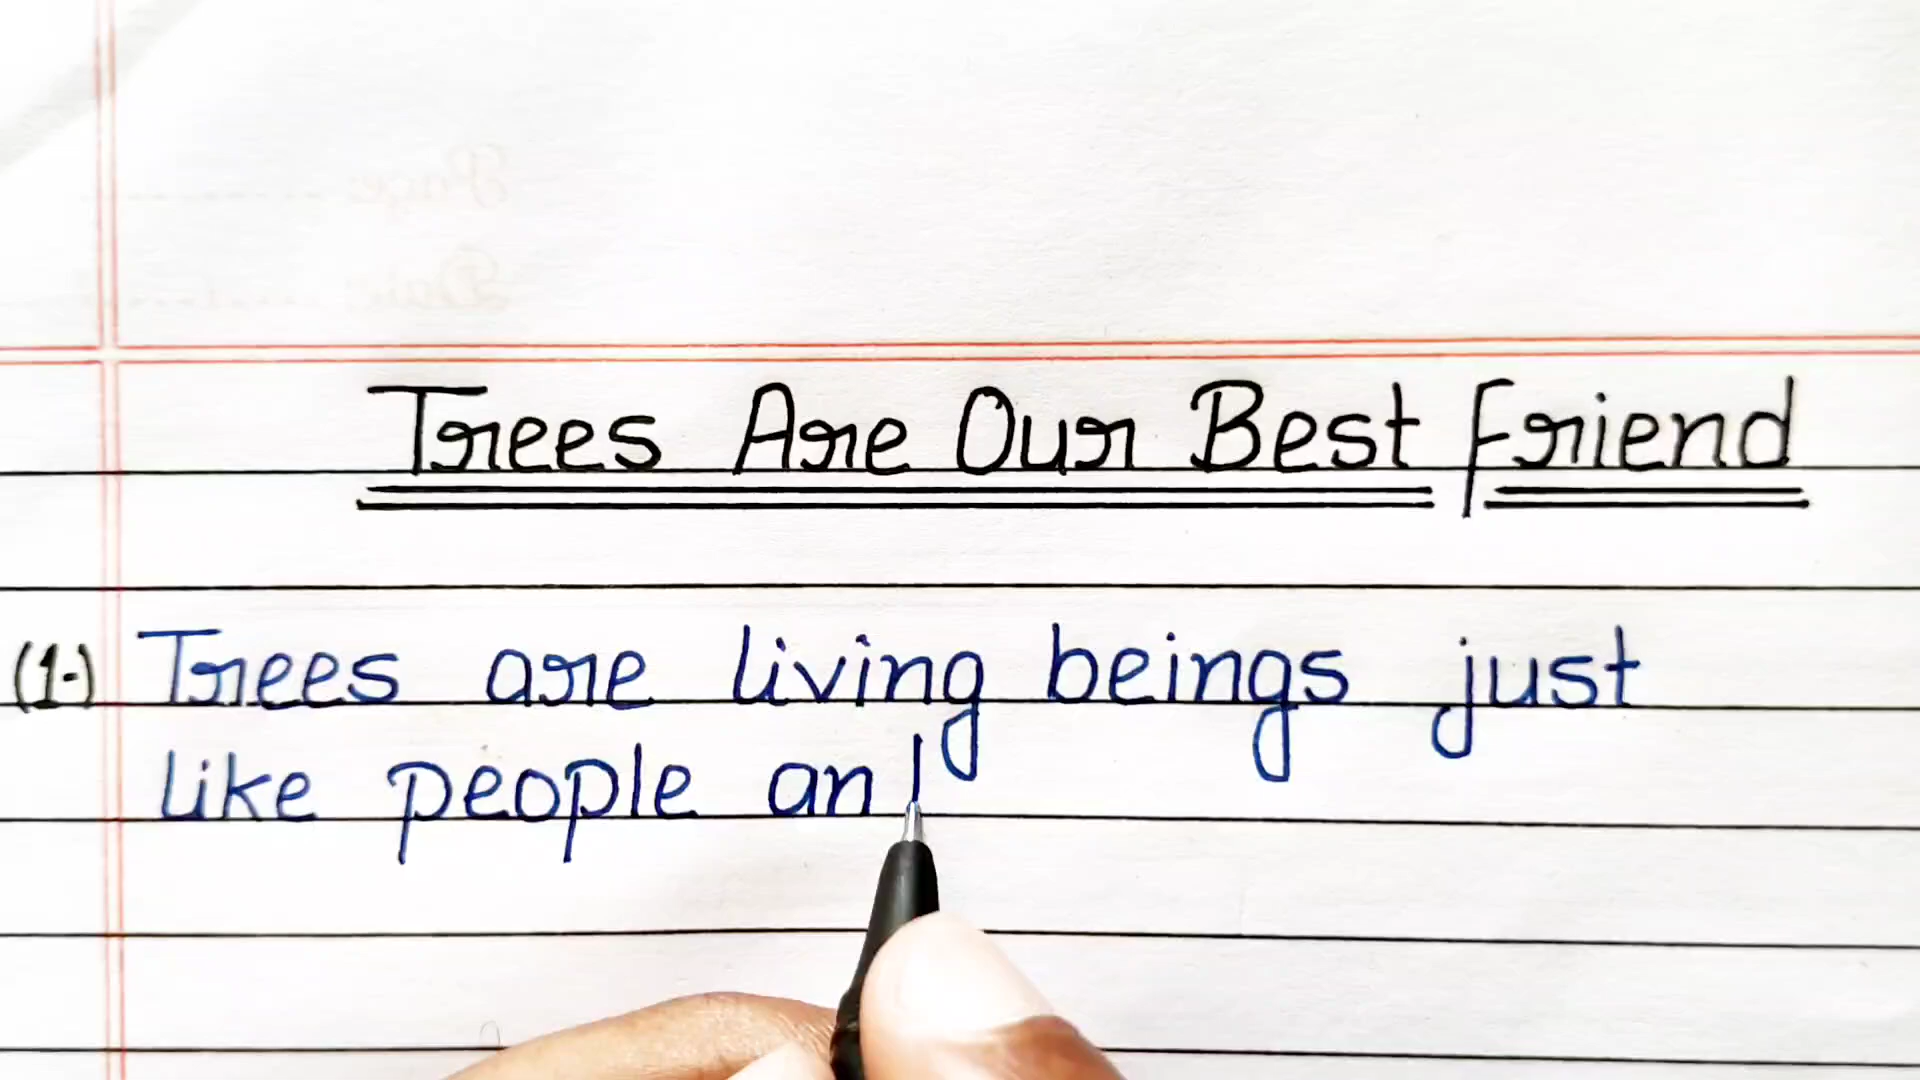 Trees Are Our Best Friend
(1.) Trees are living beings just
like people an